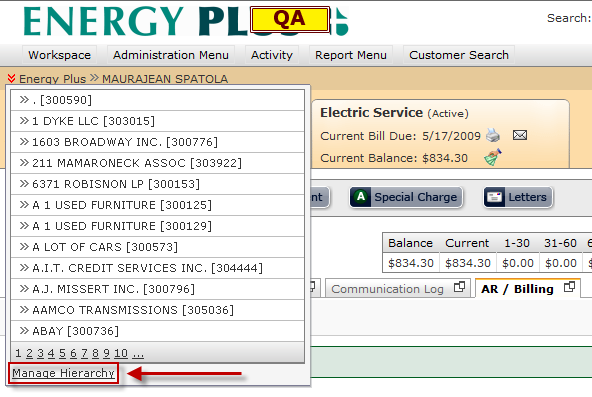 ENERGY PLUS
QA
Search:
Workspace Administration Menu Activity Report Menu Customer Search
Energy Plus » MAURAJEAN SPATOLA
» . [300590]
» 1 DYKE LLC [303015]
» 1603 BROADWAY INC. [300776]
» 211 MAMARONECK ASSOC [303922]
» 6371 ROBISNON LP [300153]
» A 1 USED FURNITURE [300125]
» A 1 USED FURNITURE [300129]
» A LOT OF CARS [300573]
» A.I.T. CREDIT SERVICES INC. [304444]
» A.J. MISSERT INC. [300796]
» AAMCO TRANSMISSIONS [305036]
» ABAY [300736]
1 2 3 4 5 6 7 8 9 10 ...
Manage Hierarchy
Electric Service (Active)
Current Bill Due: 5/17/2009
Current Balance: $834.30
nt A Special Charge Letters
Balance Current 1-30 31-60 6
$834.30 $834.30 $0.00 $0.00 $
Communication Log AR / Billing